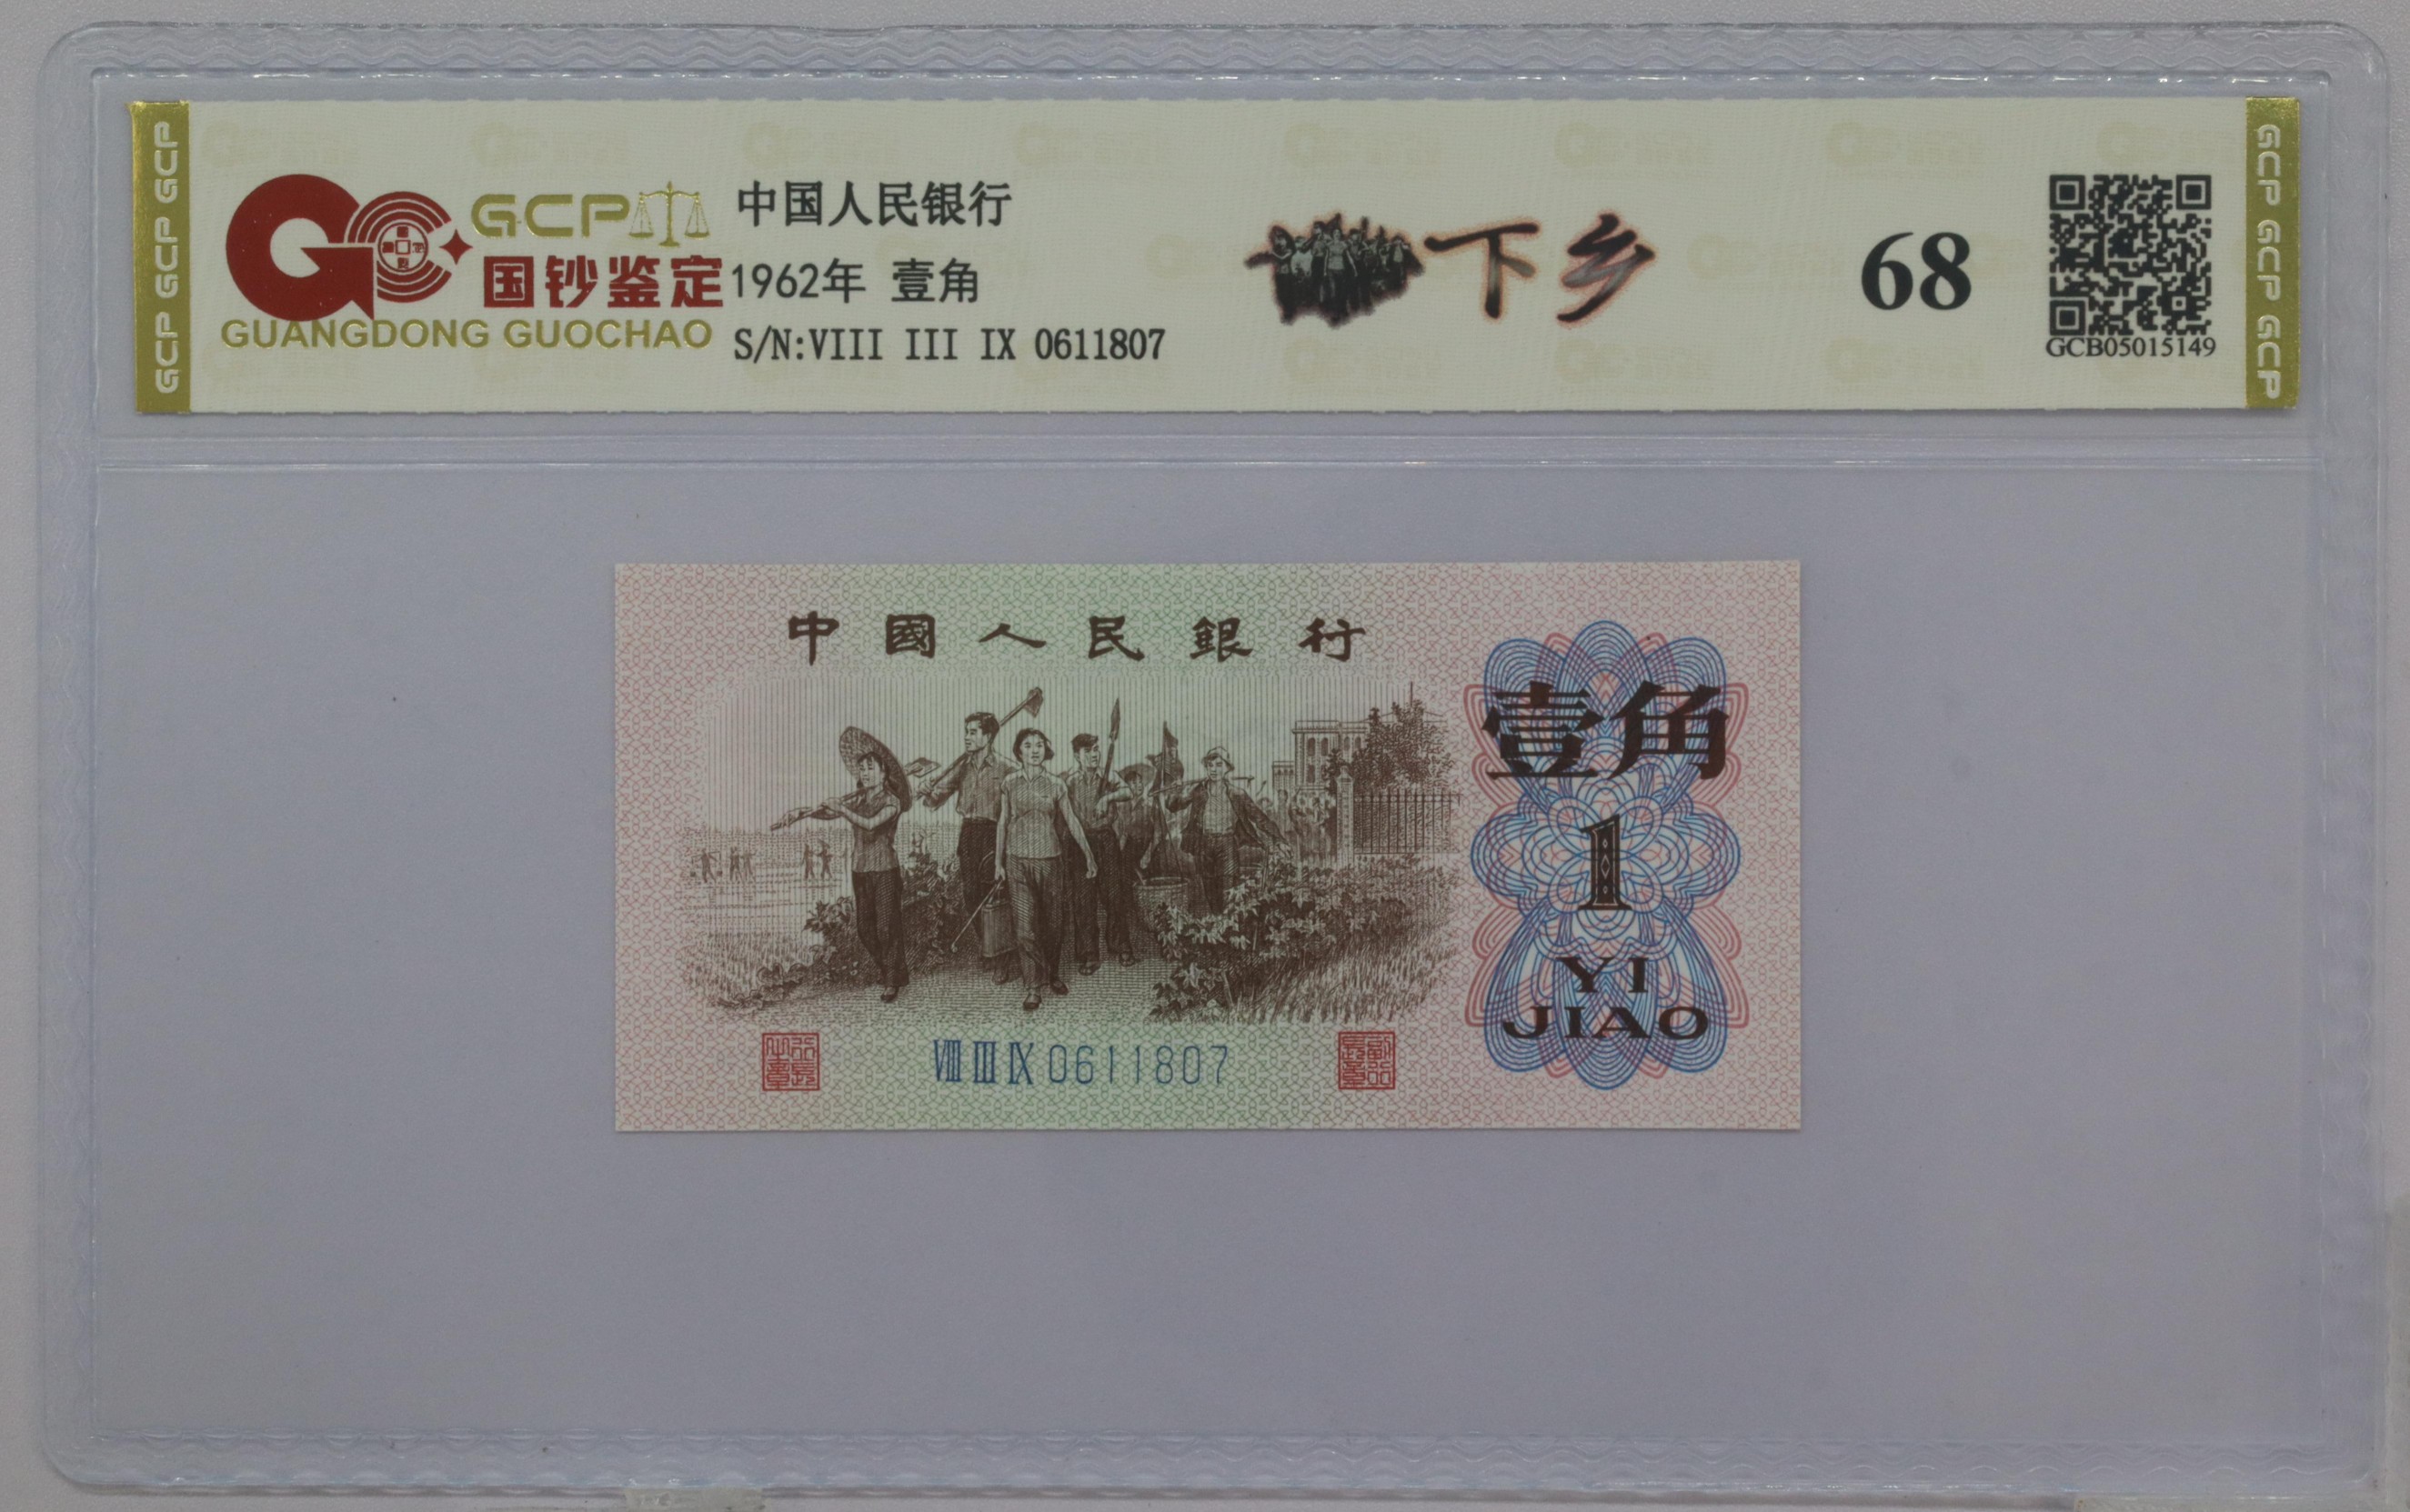 GCP GCP GCP
GCP
国钞鉴定
GUANGDONG GUOCHAO
中国人民银行
1962年 壹角
S/N:VIII III IX 0611807
下乡
68
GCB05015149
GCP GCP GCP
中國人民銀行
壹角
1
YI
JIAO
VIII III IX 0611807